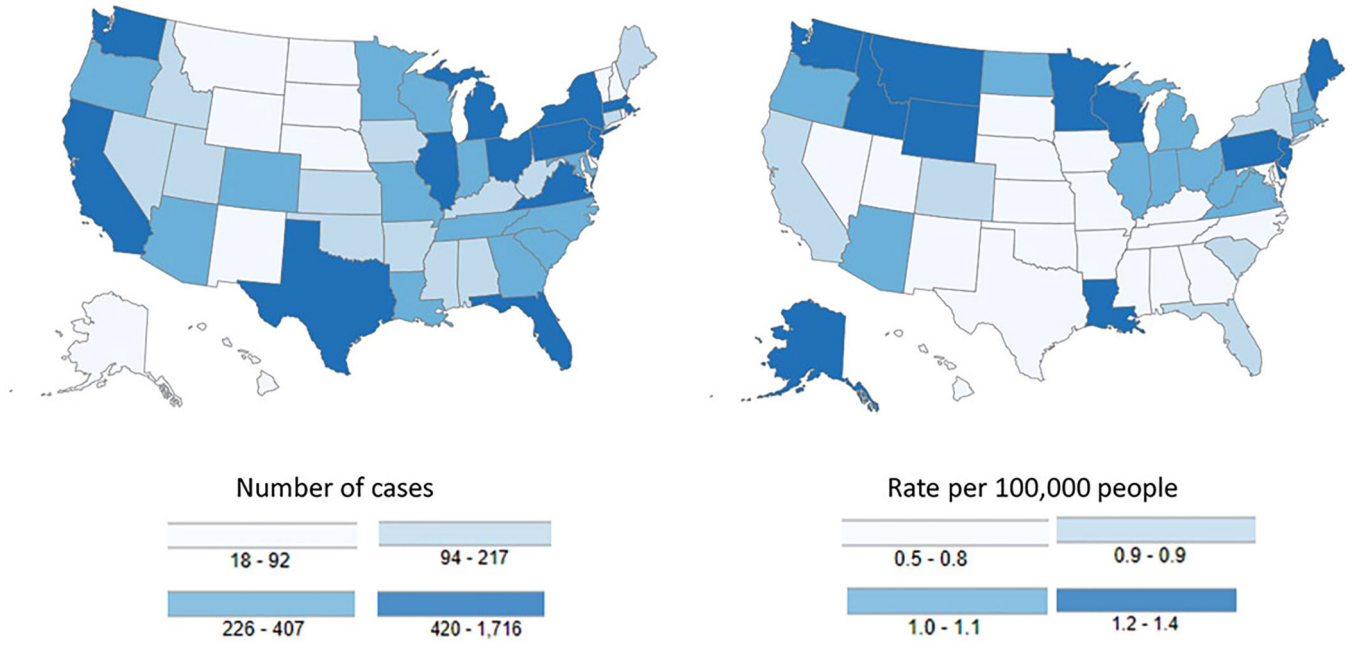 Number of cases
18 - 92
94 - 217
226 - 407
420 - 1,716
Rate per 100,000 people
0.5 - 0.8
0.9 - 0.9
1.0 - 1.1
1.2 - 1.4